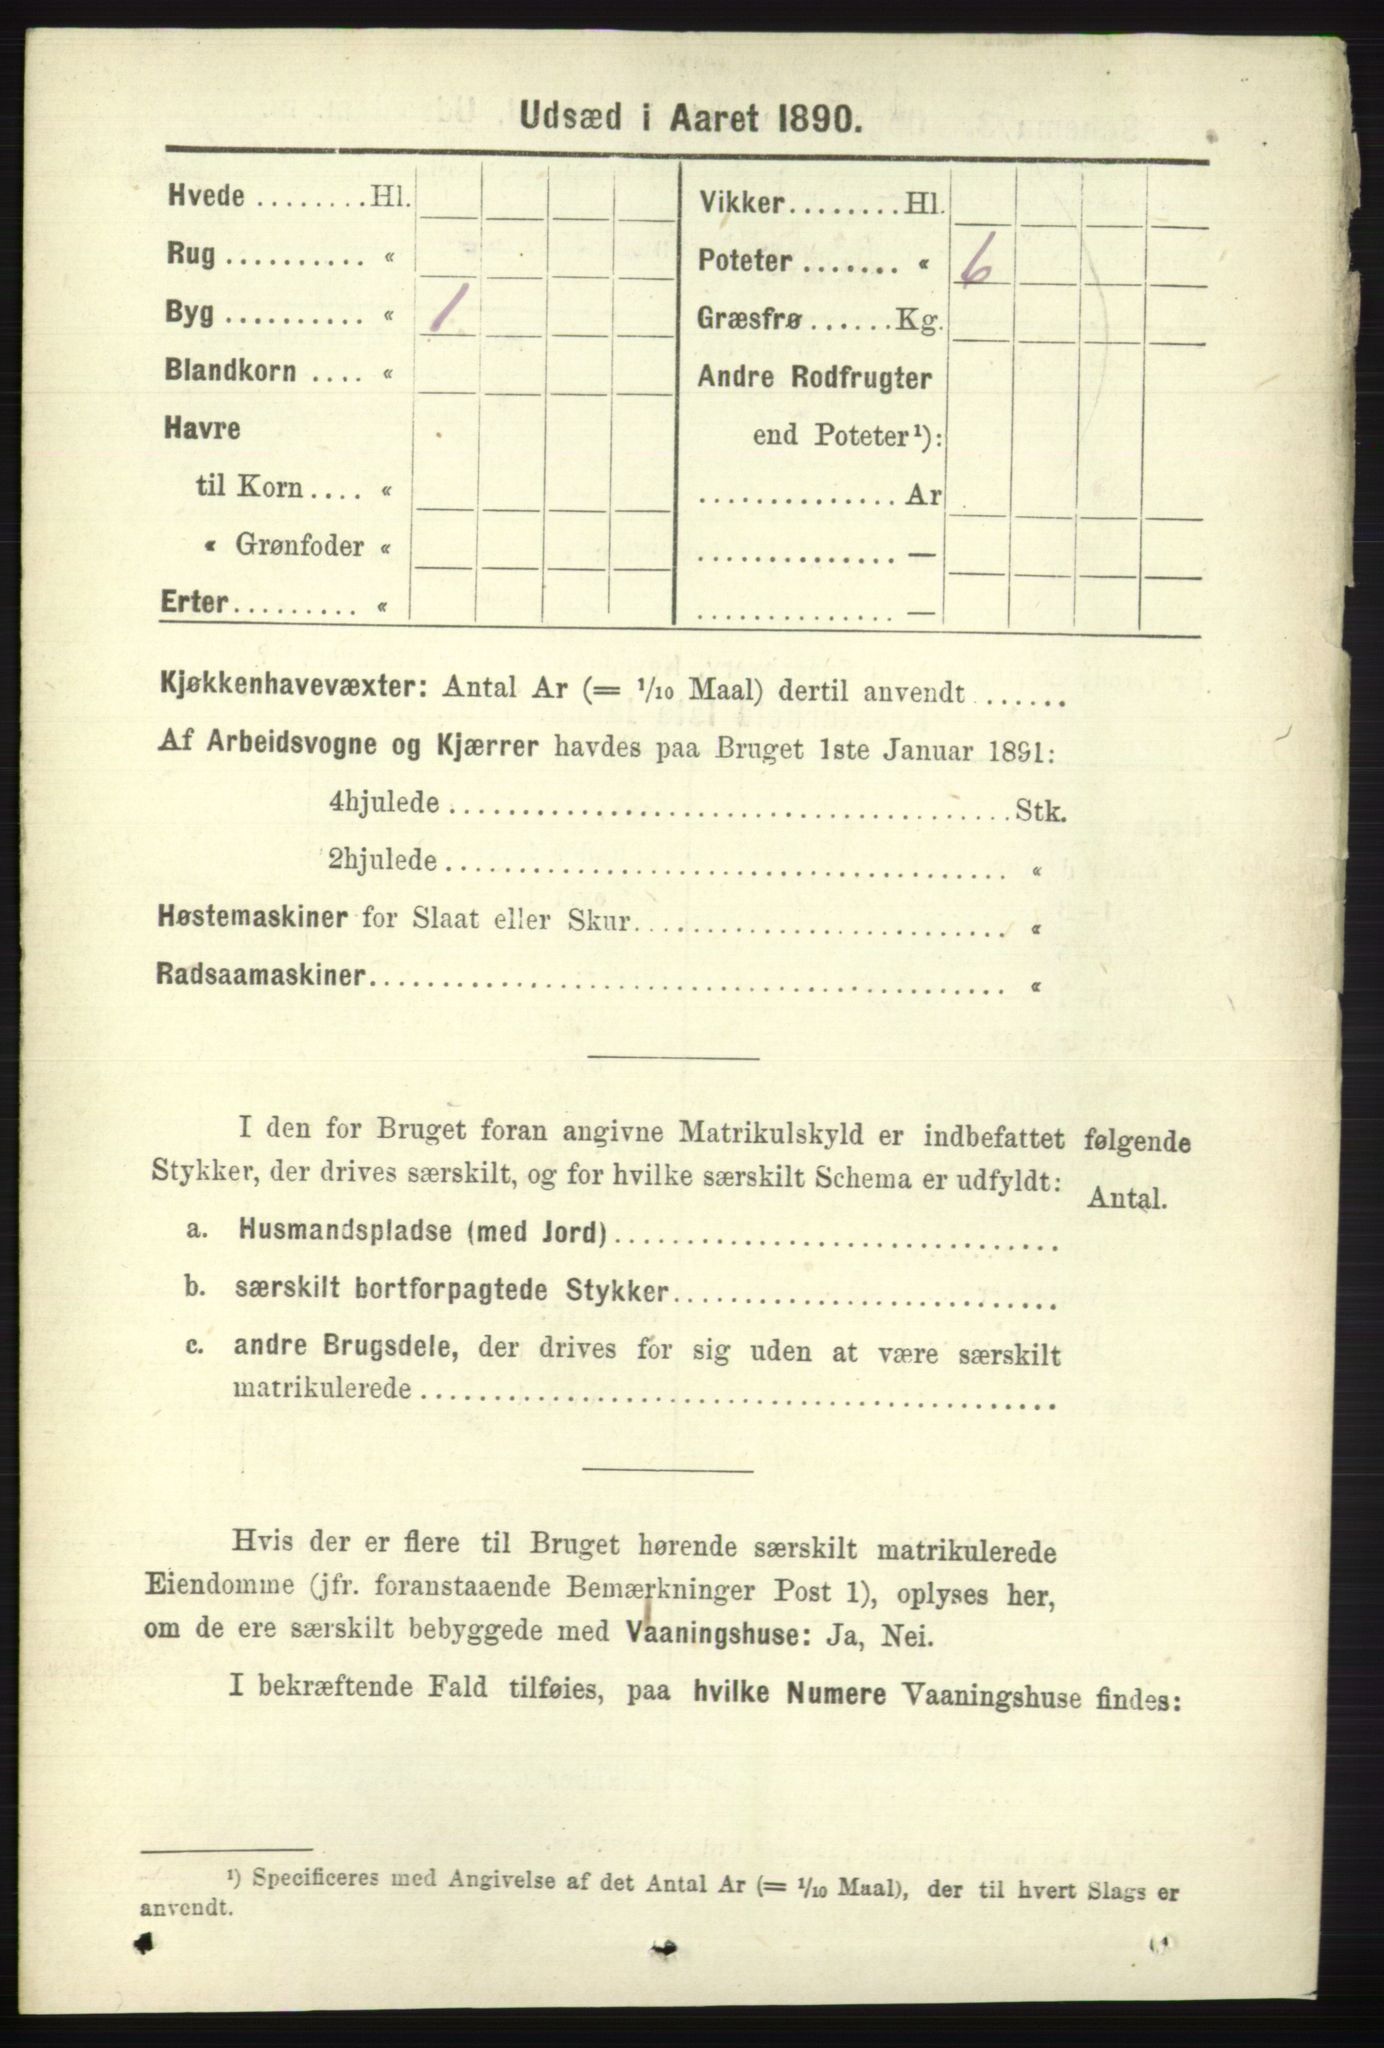 Udsæd i Aaret 1890.
Hvede ........ Hl.
Rug .......... «
Byg .......... « 1
Blandkorn .... «
Havre
til Korn .... «
« Grønfoder «
Erter ......... «
Vikker ........ Hl.
Poteter ....... « 6
Græsfrø ...... Kg.
Andre Rodfrugter
end Poteter¹):
.............. Ar
.............. —
.............. —
Kjøkkenhavevæxter: Antal Ar (= 1/10 Maal) dertil anvendt ......
Af Arbeidsvogne og Kjærrer havdes paa Bruget 1ste Januar 1891:
4hjulede ........................................ Stk.
2hjulede ........................................ «
Høstemaskiner for Slaat eller Skur .......................... «
Radsaamaskiner ............................................. «
I den for Bruget foran angivne Matrikulskyld er indbefattet følgende
Stykker, der drives særskilt, og for hvilke særskilt Schema er udfyldt:
Antal.
a. Husmandspladse (med Jord) ................................
b. særskilt bortforpagtede Stykker ............................
c. andre Brugsdele, der drives for sig uden at være særskilt
matrikulerede .............................................
Hvis der er flere til Bruget hørende særskilt matrikulerede
Eiendomme (jfr. foranstaaende Bemærkninger Post 1), oplyses her,
om de ere særskilt bebyggede med Vaaningshuse: Ja, Nei.
I bekræftende Fald tilføies, paa hvilke Numere Vaaningshuse findes:
¹) Specificeres med Angivelse af det Antal Ar (= 1/10 Maal), der til hvert Slags er
anvendt.